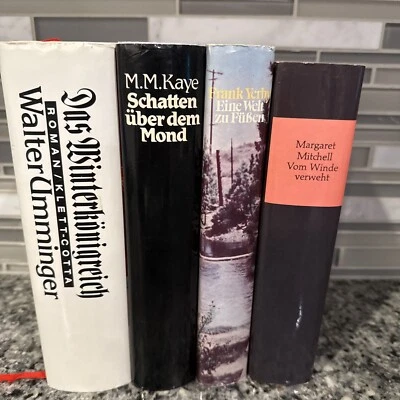 Das Winterkönigreich
ROMAN/KLETT-COTTA
Walter Umminger
M.M.Kaye
Schatten
über dem
Mond
Frank Yerby
Eine Welt
zu Füßen
Margaret
Mitchell
Vom Winde
verweht